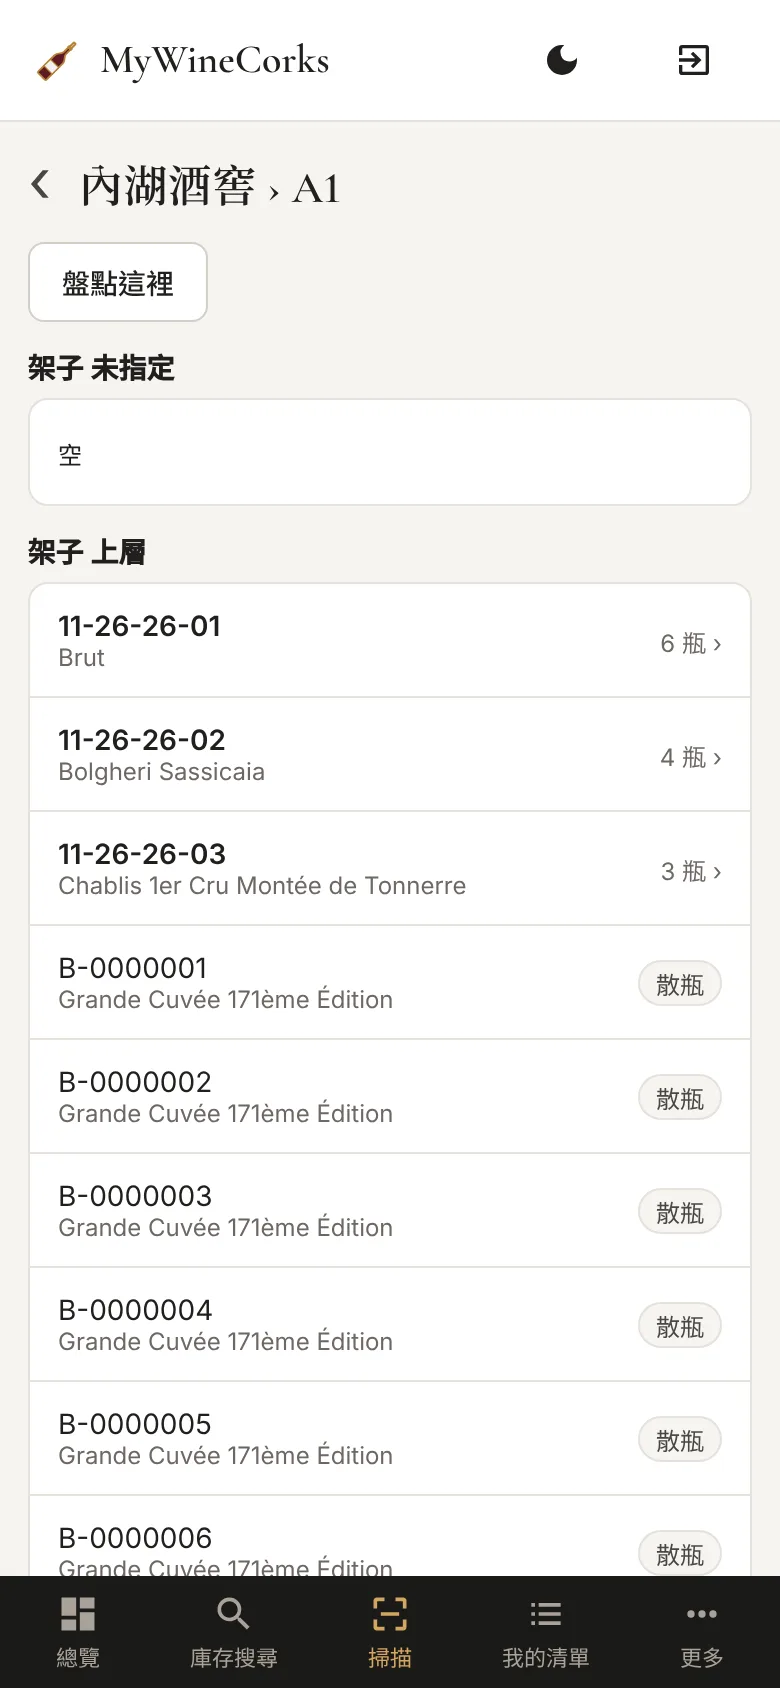 MyWineCorks
內湖酒窖 › A1
盤點這裡
架子 未指定
空
架子 上層
11-26-26-01
Brut
6 瓶 ›
11-26-26-02
Bolgheri Sassicaia
4 瓶 ›
11-26-26-03
Chablis 1er Cru Montée de Tonnerre
3 瓶 ›
B-0000001
Grande Cuvée 171ème Édition
散瓶
B-0000002
Grande Cuvée 171ème Édition
散瓶
B-0000003
Grande Cuvée 171ème Édition
散瓶
B-0000004
Grande Cuvée 171ème Édition
散瓶
B-0000005
Grande Cuvée 171ème Édition
散瓶
B-0000006
Grande Cuvée 171ème Édition
散瓶
總覽
庫存搜尋
掃描
我的清單
更多